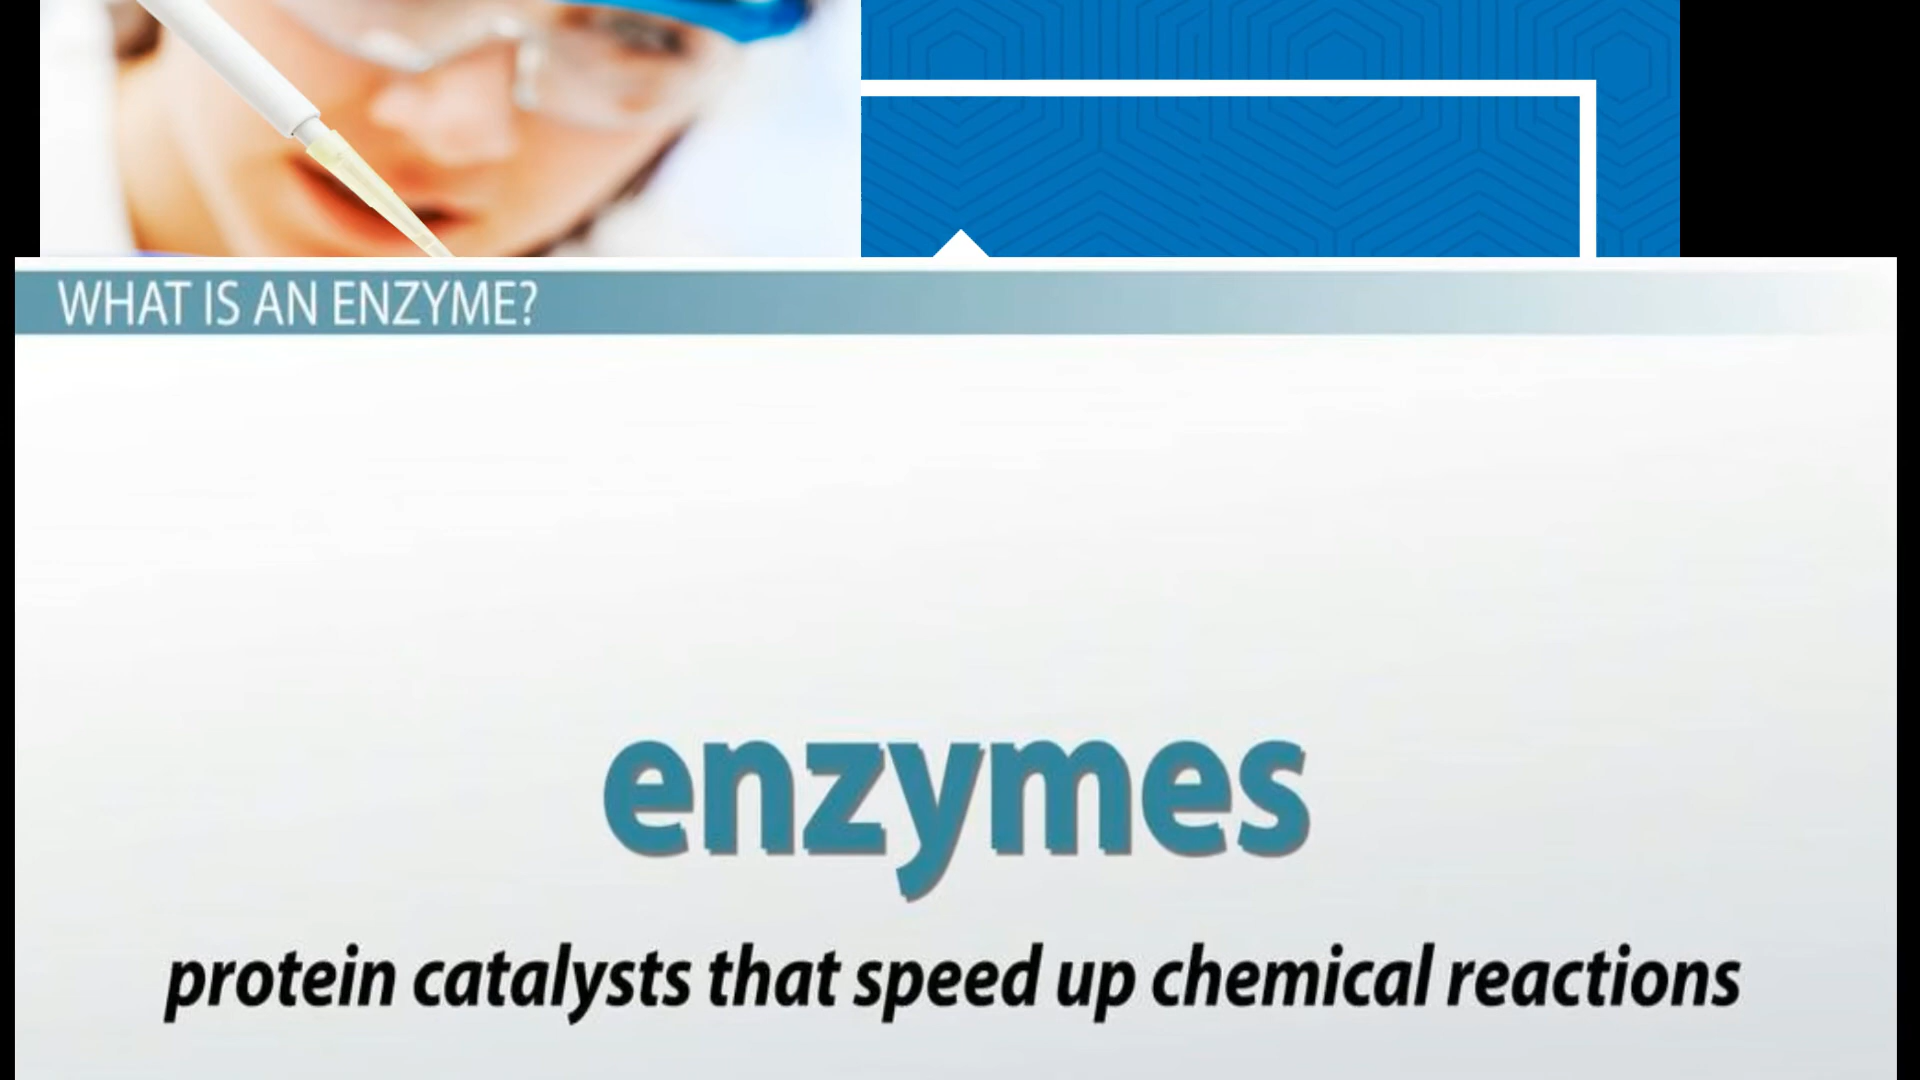 WHAT IS AN ENZYME?
enzymes
protein catalysts that speed up chemical reactions